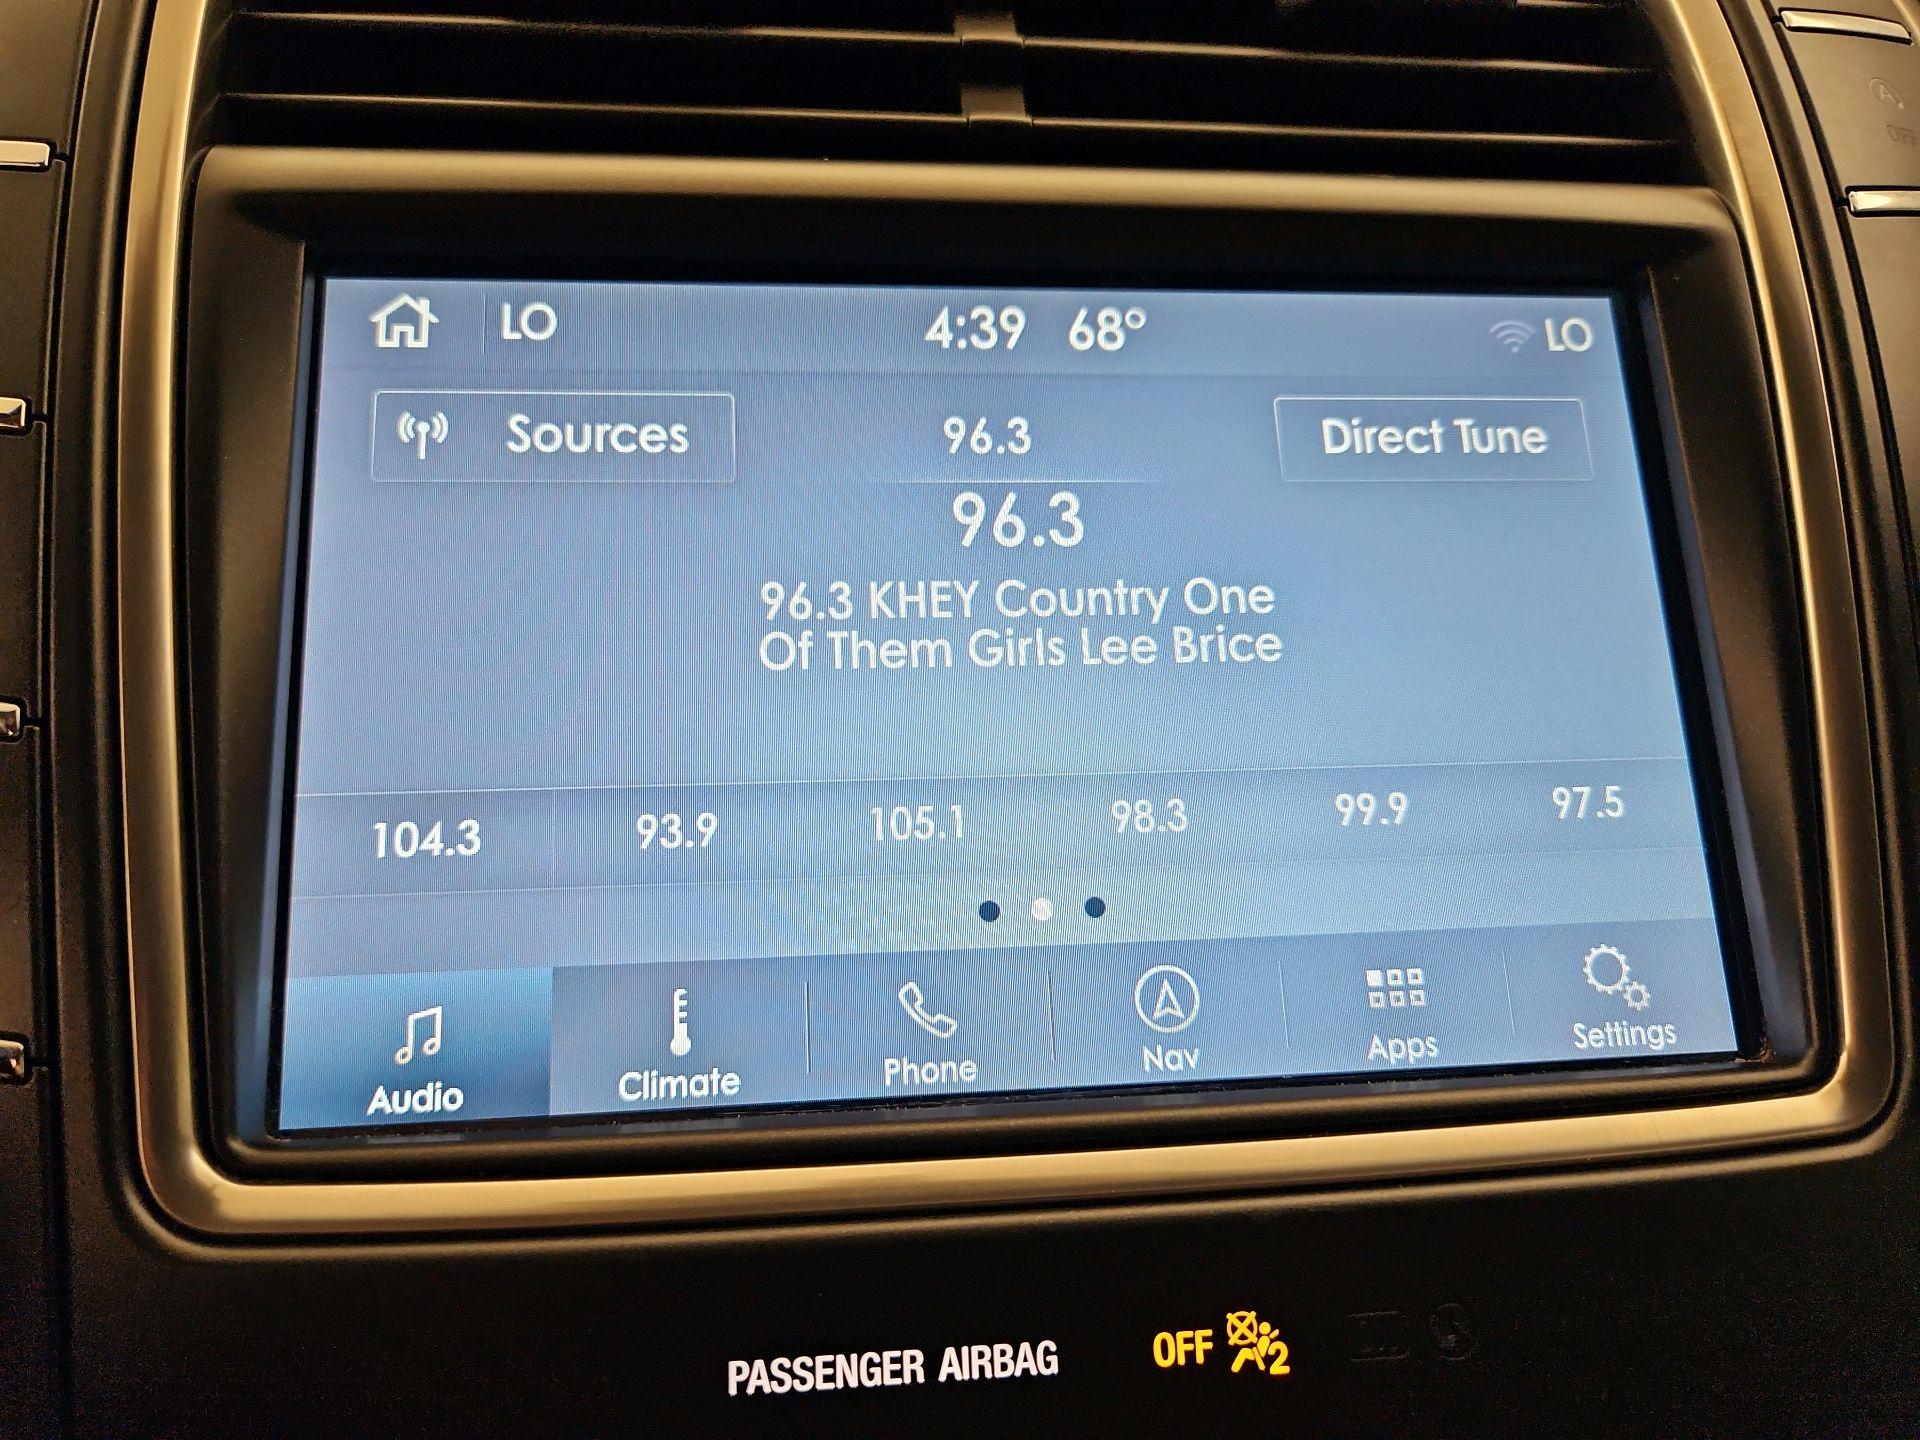 LO 4:39 68° LO
Sources 96.3 Direct Tune
96.3
96.3 KHEY Country One
Of Them Girls Lee Brice
104.3 93.9 105.1 98.3 99.9 97.5
Audio Climate Phone Nav Apps Settings
PASSENGER AIRBAG OFF 2
A
OFF